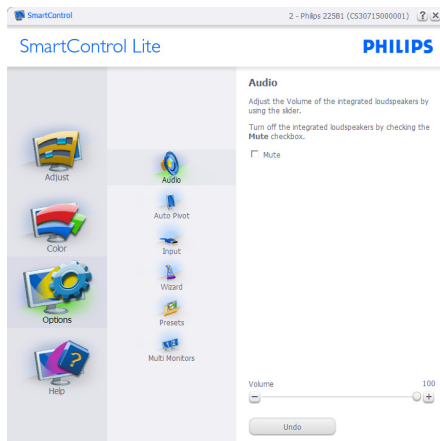 SmartControl
2 - Philips 225B1 (CS30715000001)
SmartControl Lite
PHILIPS
Adjust
Color
Options
Help
Audio
Auto Pivot
Input
Wizard
Presets
Multi Monitors
Audio
Adjust the Volume of the integrated loudspeakers by
using the slider.
Turn off the integrated loudspeakers by checking the
Mute checkbox.
Mute
Volume 100
Undo